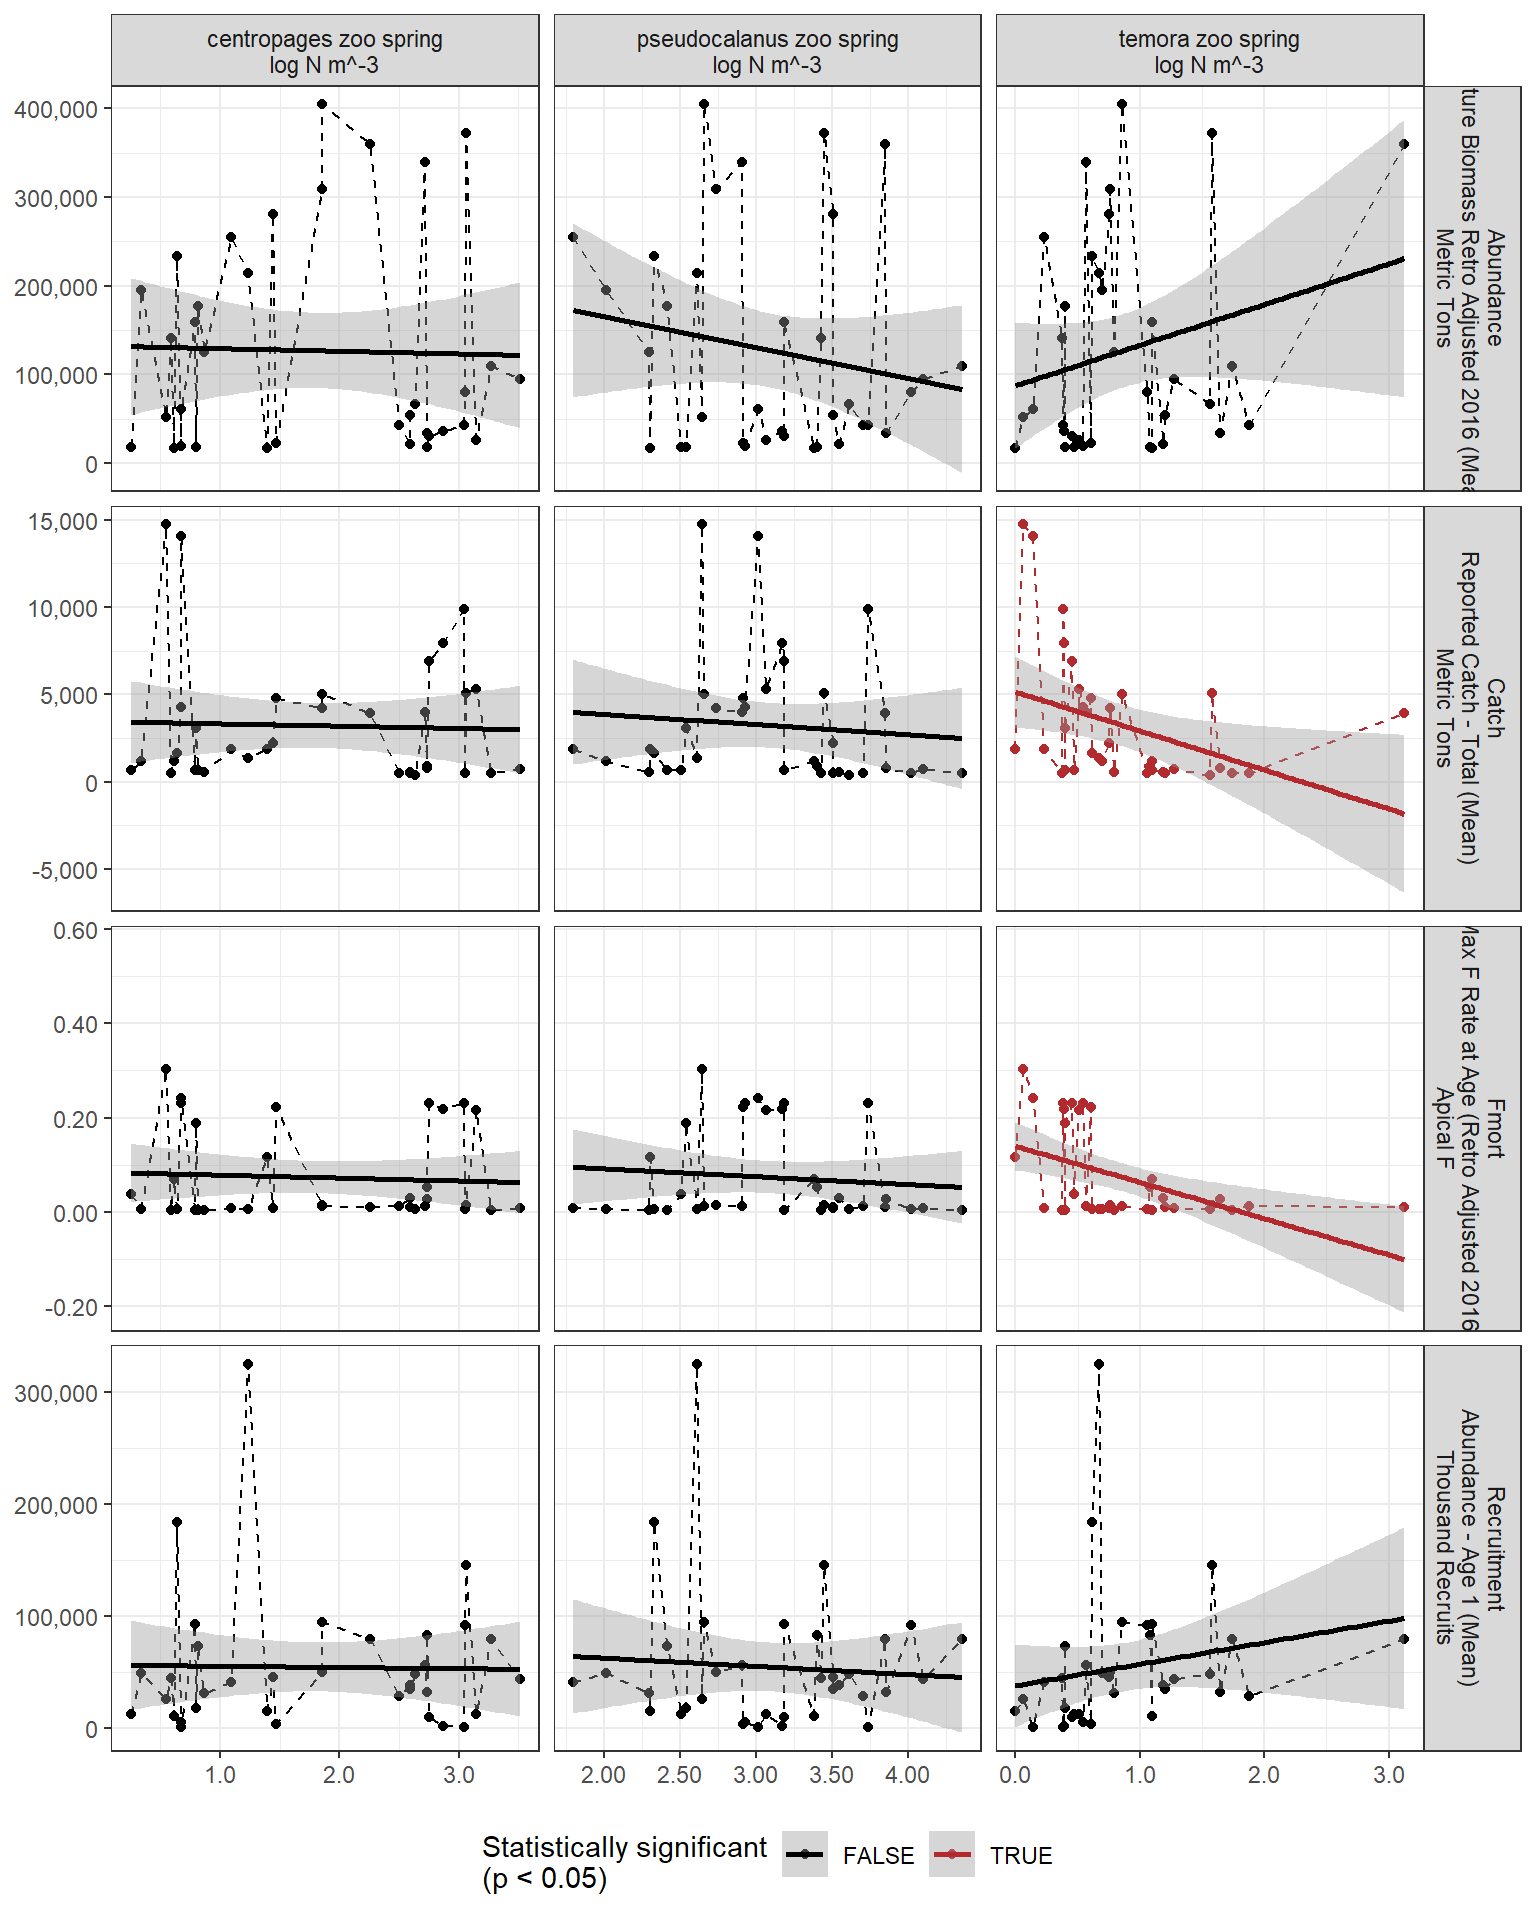 centropages zoo spring
log N m^-3
pseudocalanus zoo spring
log N m^-3
temora zoo spring
log N m^-3
400,000
300,000
200,000
100,000
0
Abundance
Biomass Retro Adjusted 2016
Metric Tons
15,000
10,000
5,000
0
-5,000
Catch
Reported Catch - Total (Mean)
Metric Tons
0.60
0.40
0.20
0.00
-0.20
Fmort
F Rate at Age (Retro Adjusted 2016
Apical F
300,000
200,000
100,000
0
Recruitment
Abundance - Age 1 (Mean)
Thousand Recruits
1.0 2.0 3.0
2.00 2.50 3.00 3.50 4.00
0.0 1.0 2.0 3.0
Statistically significant
(p < 0.05)
FALSE TRUE